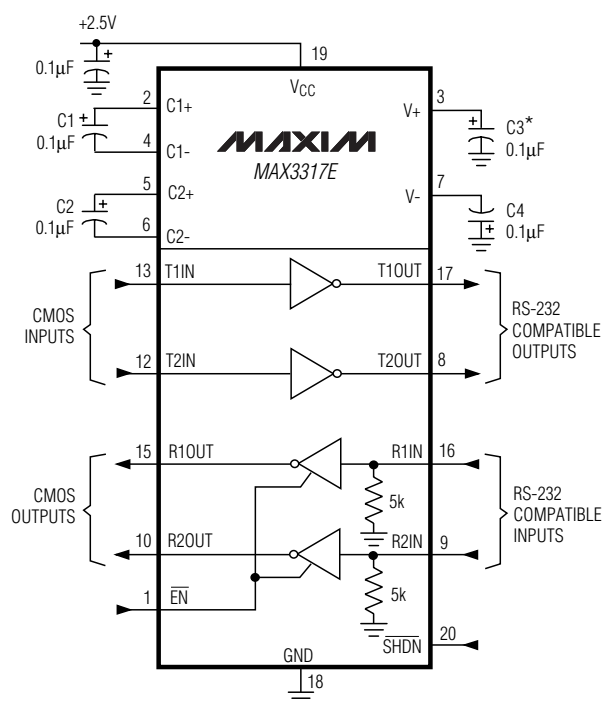 +2.5V
19
0.1µF
VCC
2
C1+
V+
3
C1
0.1µF
4
C1-
C3*
0.1µF
MAXIM
MAX3317E
5
C2+
V-
7
C2
0.1µF
6
C2-
C4
0.1µF
13
T1IN
T1OUT
17
CMOS
INPUTS
RS-232
COMPATIBLE
OUTPUTS
12
T2IN
T2OUT
8
15
R1OUT
R1IN
16
5k
CMOS
OUTPUTS
RS-232
COMPATIBLE
INPUTS
10
R2OUT
R2IN
9
1
EN
5k
SHDN
20
GND
18
+
+
+
+
+